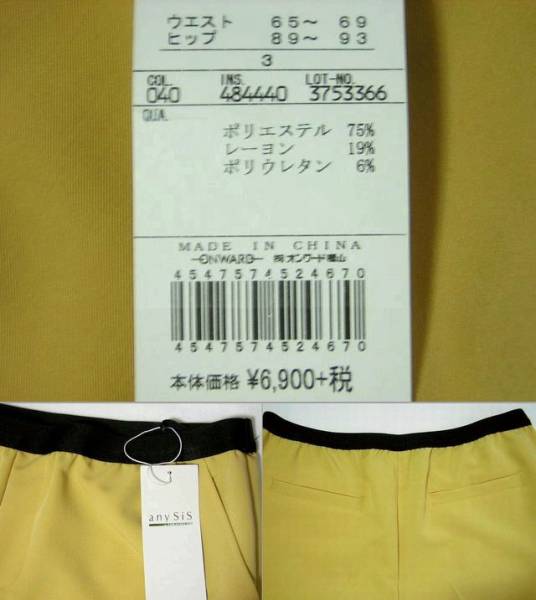 ウエスト 65～ 69
ヒップ 89～ 93
3
COL. INS. LOT-NO.
040 484440 3753366
QUA.
ポリエステル 75%
レーヨン 19%
ポリウレタン 6%
MADE IN CHINA
ONWARD ㈱オンワード樫山
4547574524670
4547574524670
本体価格 ¥6,900+税
any SiS